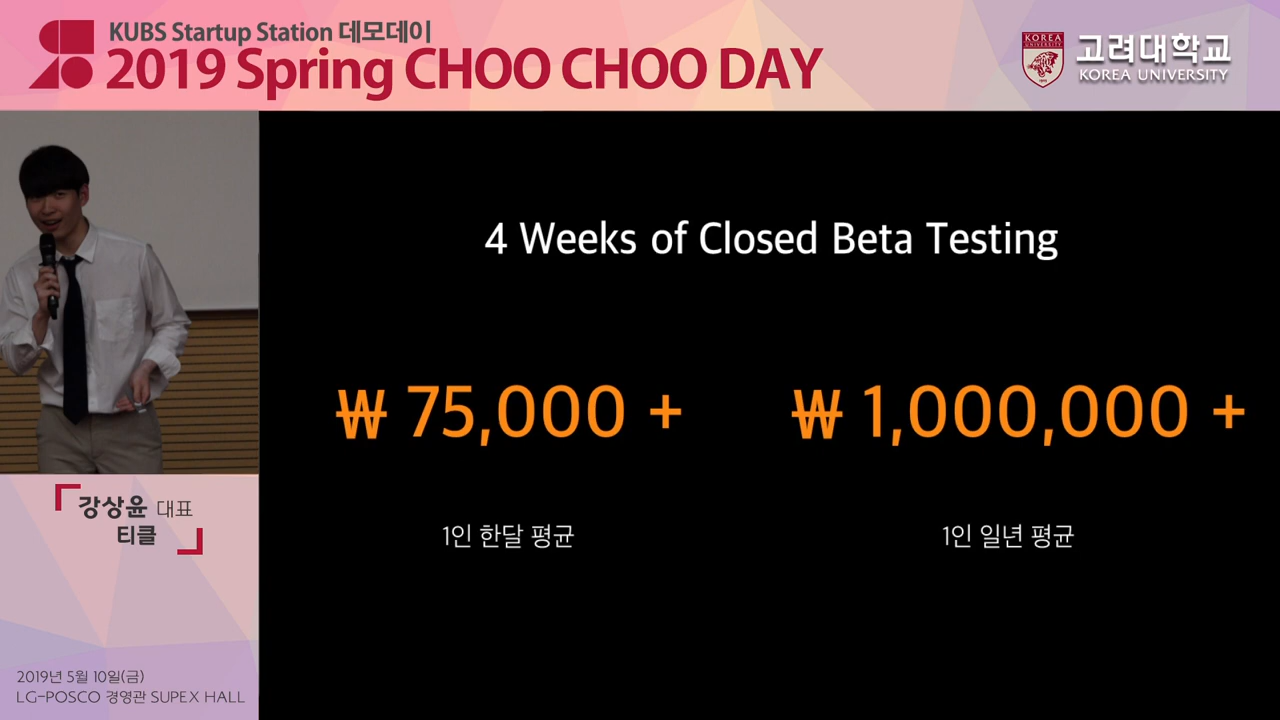 KUBS Startup Station 데모데이
2019 Spring CHOO CHOO DAY
KOREA
UNIVERSITY
고려대학교
KOREA UNIVERSITY
4 Weeks of Closed Beta Testing
₩ 75,000 +
₩ 1,000,000 +
1인 한달 평균
1인 일년 평균
강상윤 대표
티클
2019년 5월 10일(금)
LG-POSCO 경영관 SUPEX HALL